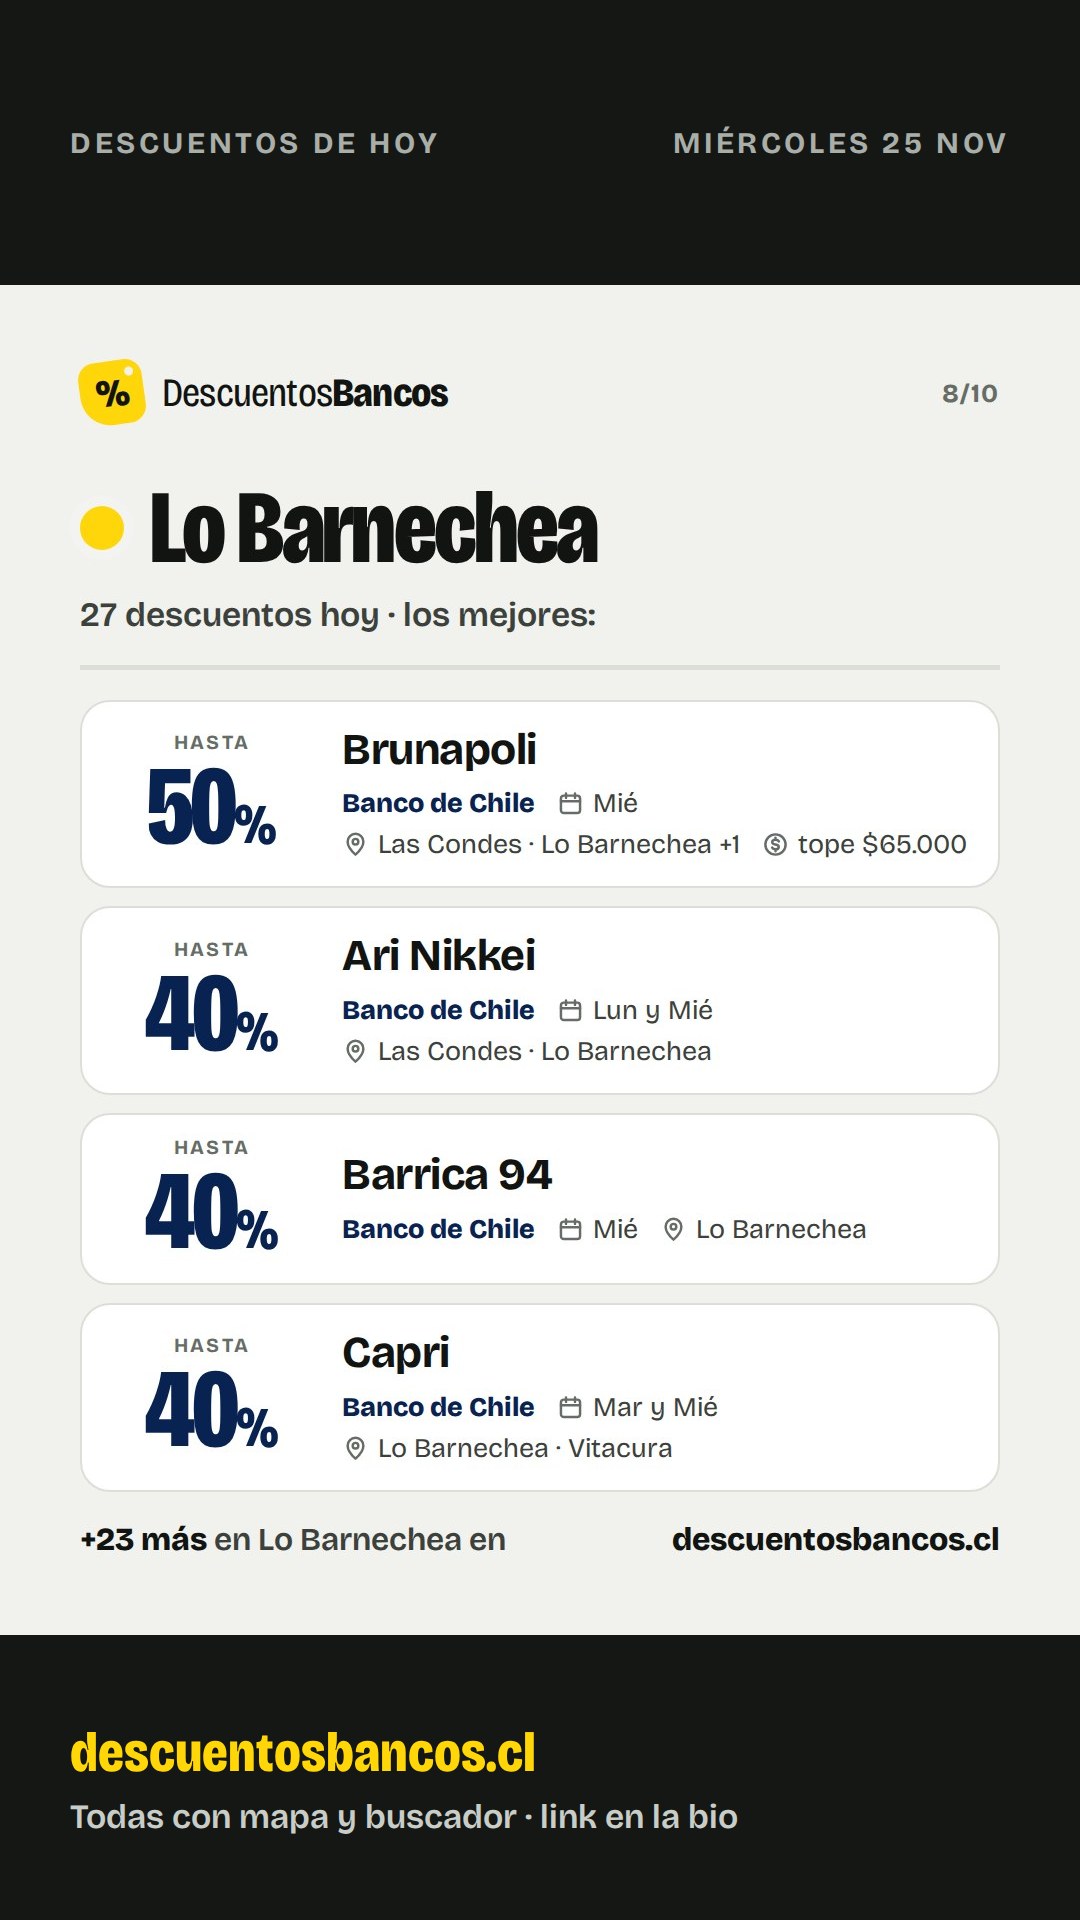 DESCUENTOS DE HOY
MIÉRCOLES 25 NOV
%
DescuentosBancos
8/10
Lo Barnechea
27 descuentos hoy · los mejores:
HASTA
50%
Brunapoli
Banco de Chile Mié
Las Condes · Lo Barnechea +1 tope $65.000
HASTA
40%
Ari Nikkei
Banco de Chile Lun y Mié
Las Condes · Lo Barnechea
HASTA
40%
Barrica 94
Banco de Chile Mié Lo Barnechea
HASTA
40%
Capri
Banco de Chile Mar y Mié
Lo Barnechea · Vitacura
+23 más en Lo Barnechea en
descuentosbancos.cl
descuentosbancos.cl
Todas con mapa y buscador · link en la bio